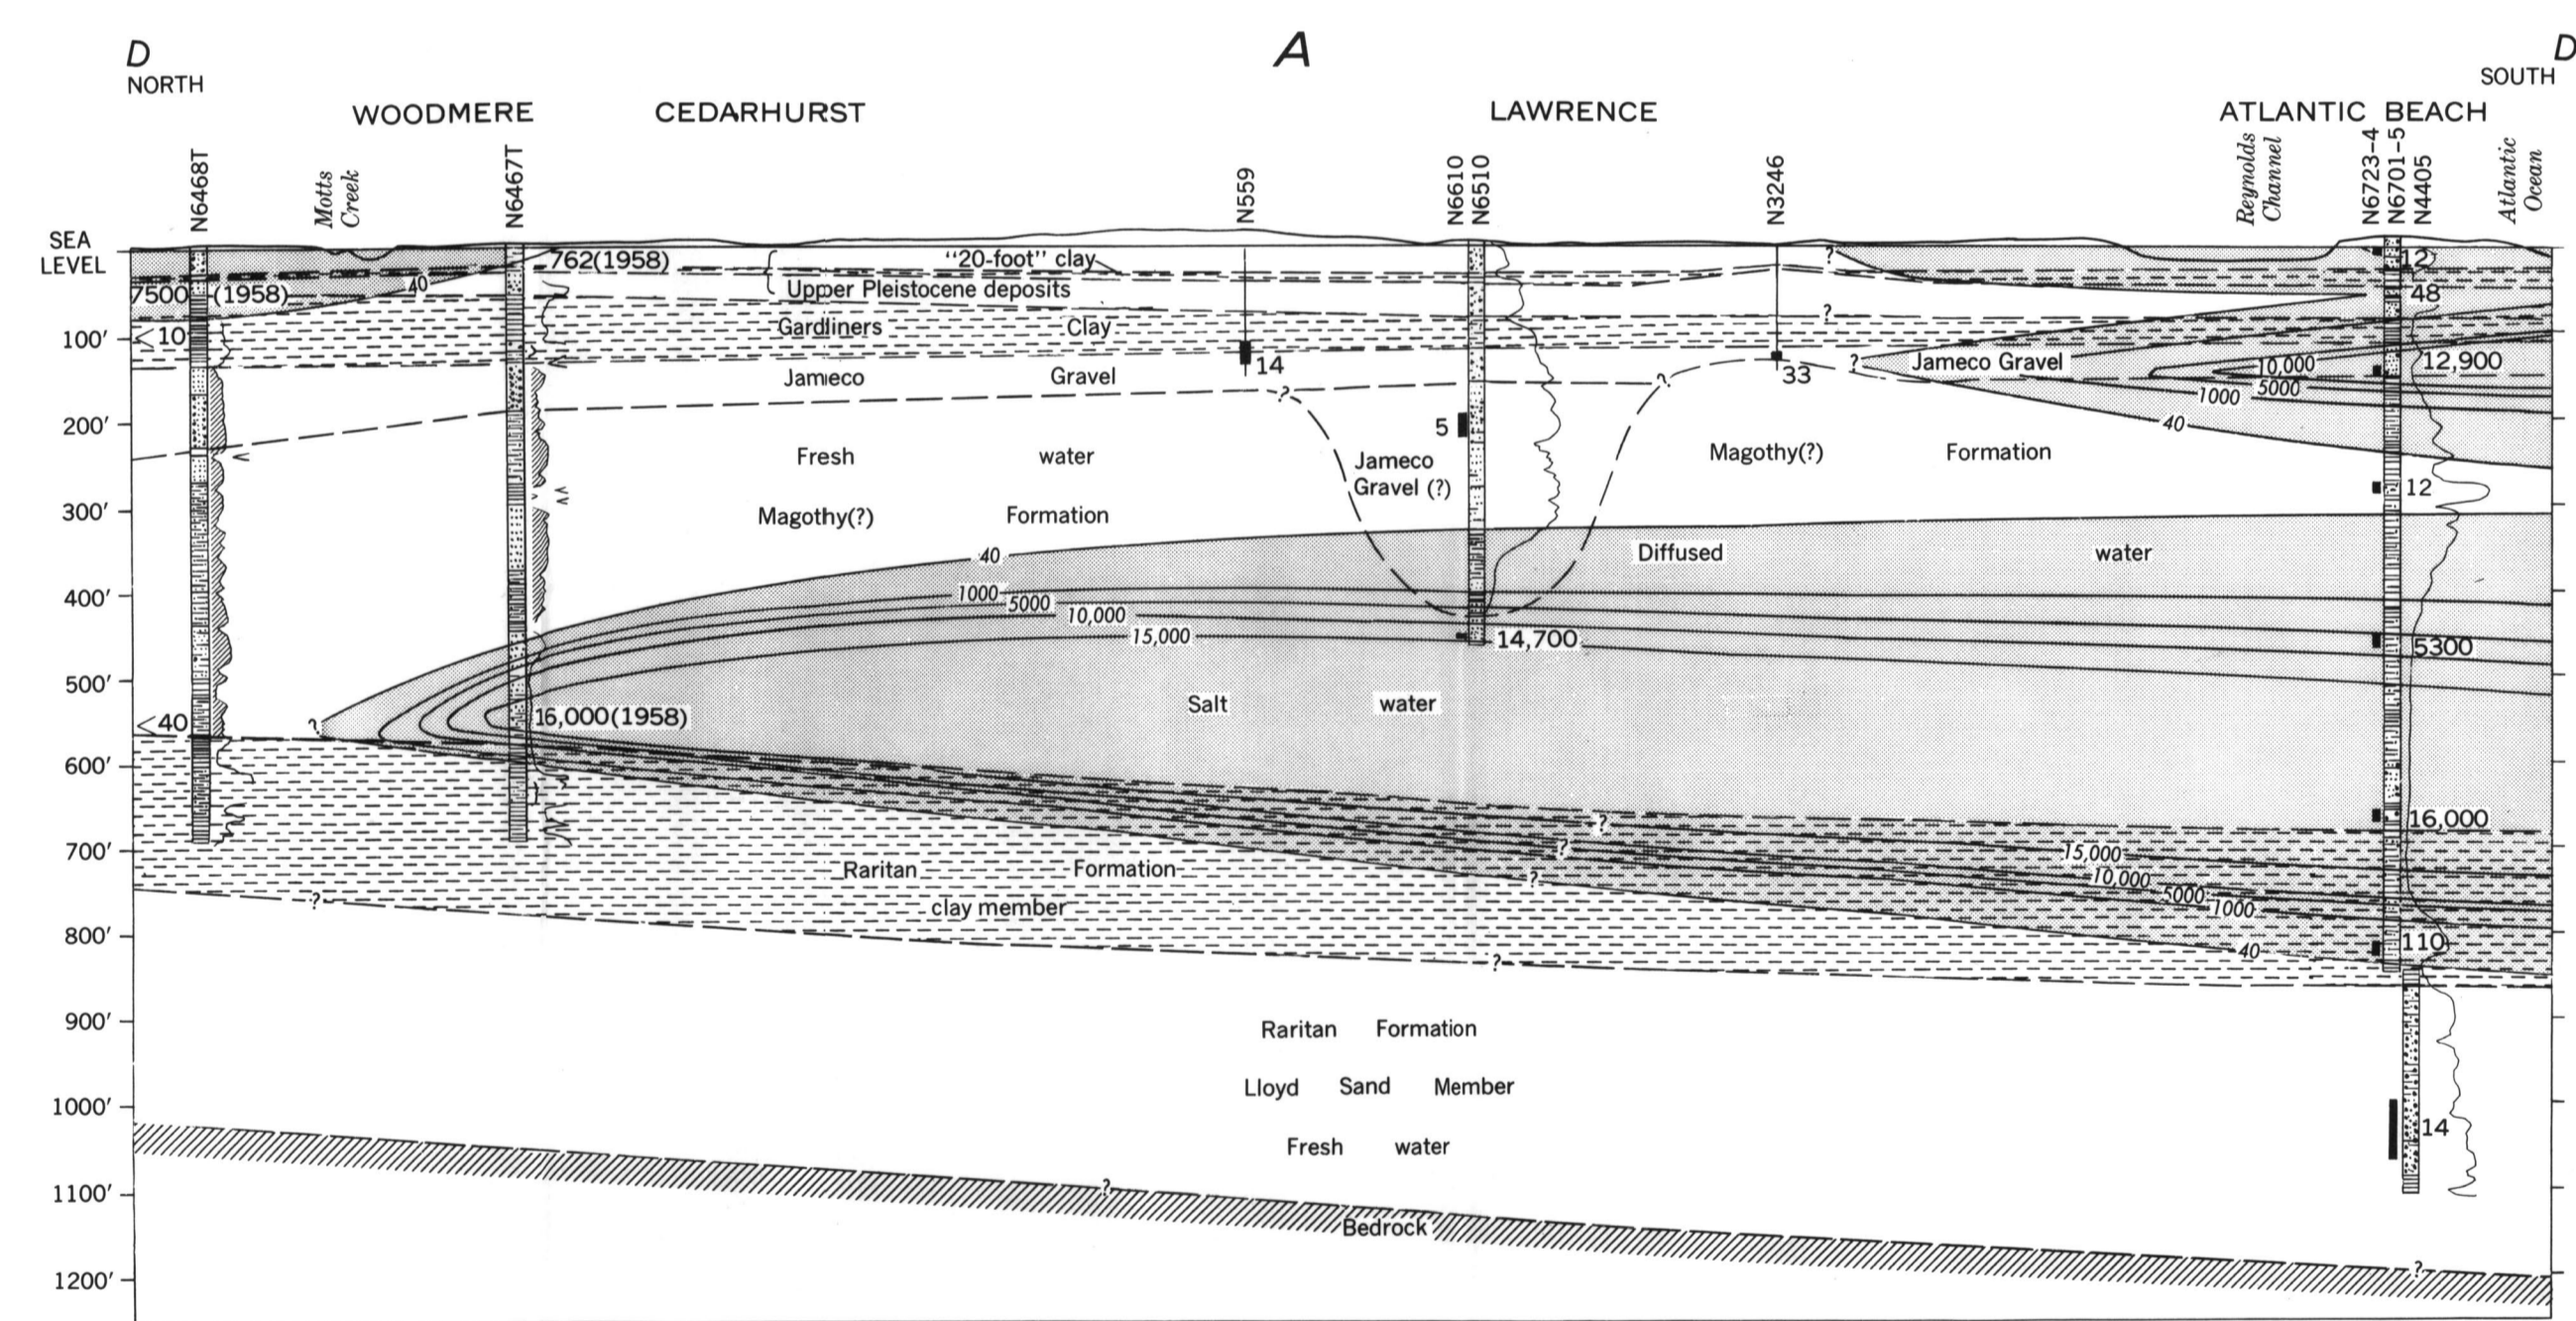 D A D
NORTH SOUTH
WOODMERE CEDARHURST LAWRENCE ATLANTIC BEACH
N6468T
Motts
Creek
N6467T
N559
N6610
N6510
N3246
Reynolds
Channel
N6723-4
N6701-5
N4405
Atlantic
Ocean
SEA
LEVEL
762(1958) "20-foot" clay ? 12
7500 (1958) 40 Upper Pleistocene deposits 48
Gardiners Clay ?
100' <10
14 33 ? Jameco Gravel 10,000 12,900
Jameco Gravel ? 1000 5000
?
200' 5 40
Fresh water Jameco Magothy(?) Formation
Gravel (?) 12
300' Magothy(?) Formation
40 Diffused water
400' 1000 5000 10,000
15,000 14,700 5300
500' Salt water
<40 ? 16,000(1958)
600'
? 16,000
700' ? 15,000
Raritan Formation ? 10,000 5000 1000
? clay member
800' ? 40 110
900' Raritan Formation
1000' Lloyd Sand Member
14
Fresh water
1100' ?
Bedrock
1200' ?